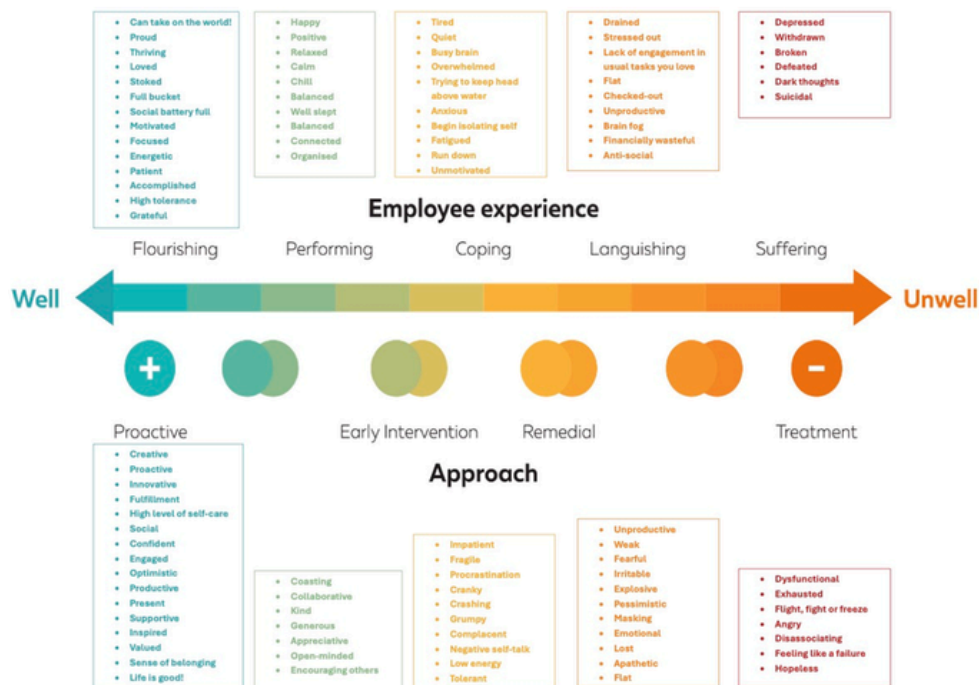 Can take on the world!
Proud
Thriving
Loved
Stoked
Full bucket
Social battery full
Motivated
Focused
Energetic
Patient
Accomplished
High tolerance
Grateful
Happy
Positive
Relaxed
Calm
Chill
Balanced
Well slept
Balanced
Connected
Organised
Tired
Quiet
Busy brain
Overwhelmed
Trying to keep head
above water
Anxious
Begin isolating self
Fatigued
Run down
Unmotivated
Drained
Stressed out
Lack of engagement in
usual tasks you love
Flat
Checked-out
Unproductive
Brain fog
Financially wasteful
Anti-social
Depressed
Withdrawn
Broken
Defeated
Dark thoughts
Suicidal
Employee experience
Flourishing
Performing
Coping
Languishing
Suffering
Well
Unwell
+
-
Proactive
Early Intervention
Remedial
Treatment
Approach
Creative
Proactive
Innovative
Fulfillment
High level of self-care
Social
Confident
Engaged
Optimistic
Productive
Present
Supportive
Inspired
Valued
Sense of belonging
Life is good!
Coasting
Collaborative
Kind
Generous
Appreciative
Open-minded
Encouraging others
Impatient
Fragile
Procrastination
Cranky
Crashing
Grumpy
Complacent
Negative self-talk
Low energy
Tolerant
Unproductive
Weak
Fearful
Irritable
Explosive
Pessimistic
Masking
Emotional
Lost
Apathetic
Flat
Dysfunctional
Exhausted
Flight, fight or freeze
Angry
Disassociating
Feeling like a failure
Hopeless